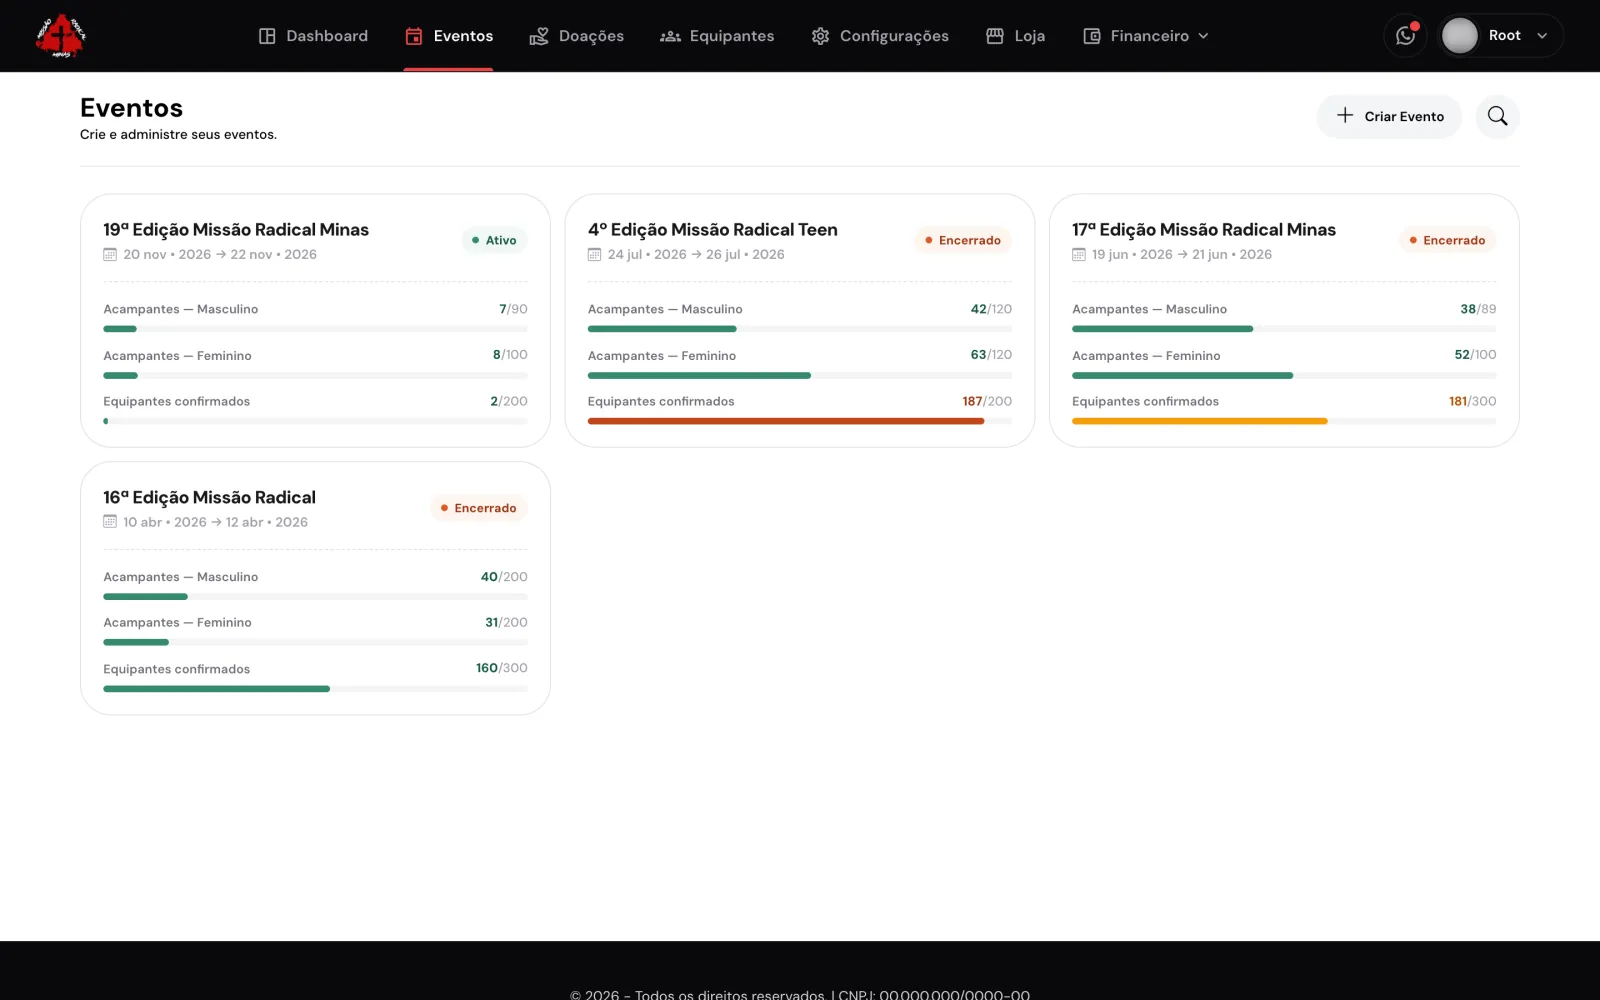 MISSÃO RADICAL
MINAS
Dashboard
Eventos
Doações
Equipantes
Configurações
Loja
Financeiro
Root
Eventos
Crie e administre seus eventos.
Criar Evento
19ª Edição Missão Radical Minas
20 nov • 2026 → 22 nov • 2026
Ativo
Acampantes — Masculino
7/90
Acampantes — Feminino
8/100
Equipantes confirmados
2/200
4º Edição Missão Radical Teen
24 jul • 2026 → 26 jul • 2026
Encerrado
Acampantes — Masculino
42/120
Acampantes — Feminino
63/120
Equipantes confirmados
187/200
17ª Edição Missão Radical Minas
19 jun • 2026 → 21 jun • 2026
Encerrado
Acampantes — Masculino
38/89
Acampantes — Feminino
52/100
Equipantes confirmados
181/300
16ª Edição Missão Radical
10 abr • 2026 → 12 abr • 2026
Encerrado
Acampantes — Masculino
40/200
Acampantes — Feminino
31/200
Equipantes confirmados
160/300
© 2026 - Todos os direitos reservados. | CNPJ: 00.000.000/0000-00